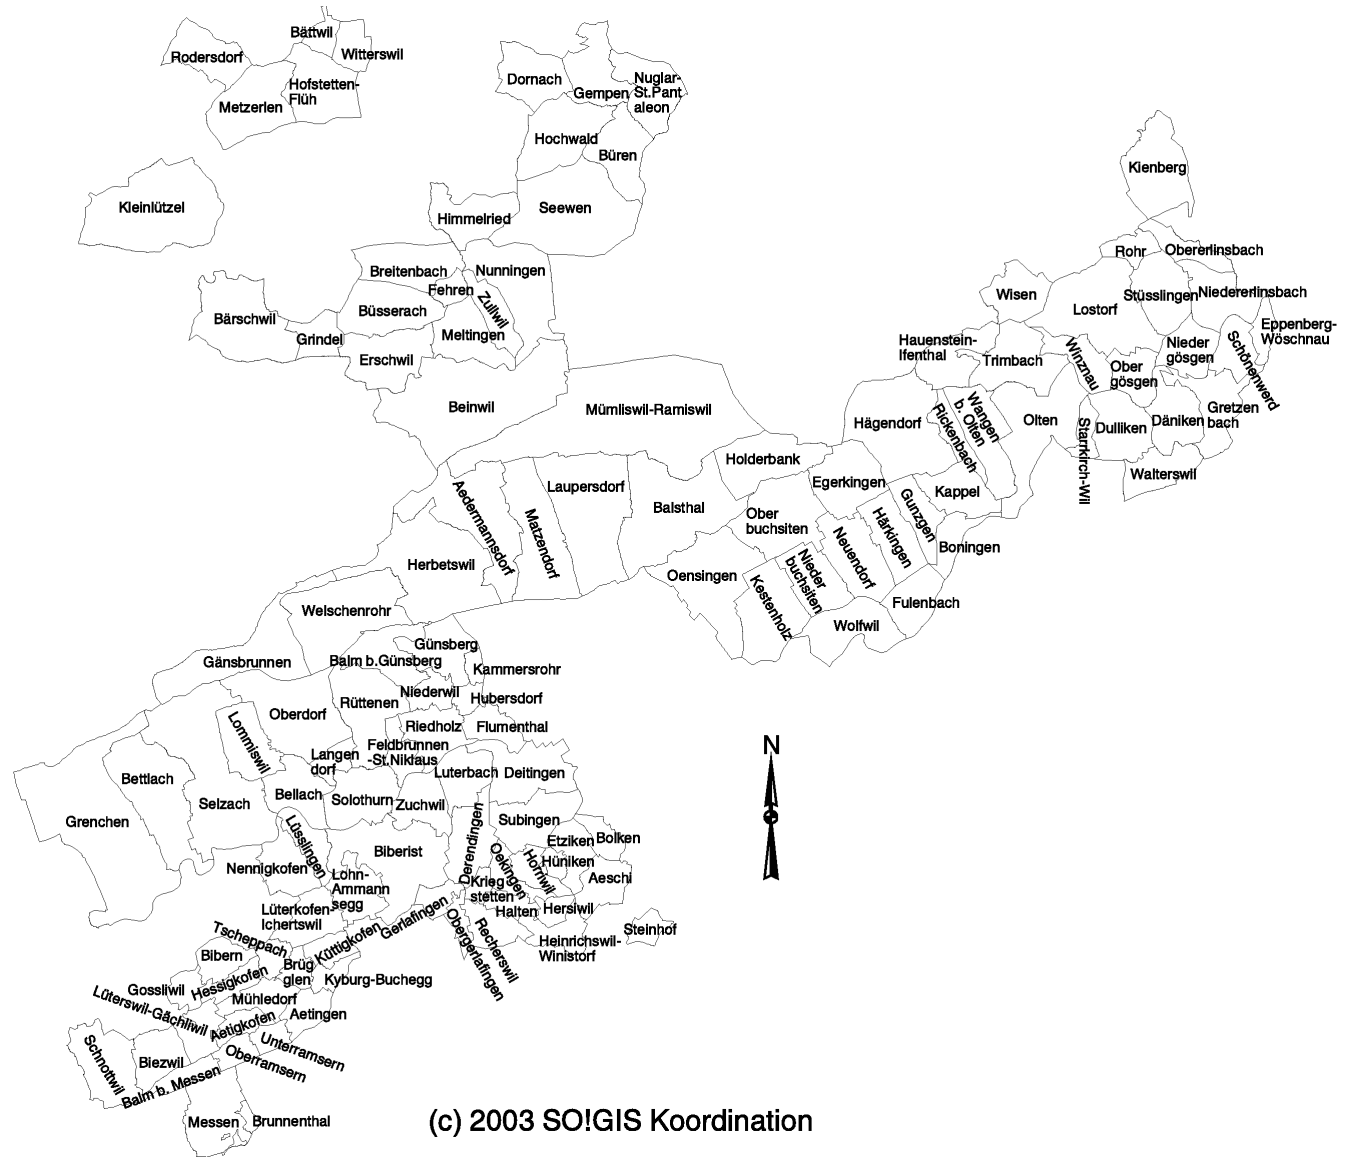 Bättwil
Rodersdorf
Witterswil
Hofstetten-
Flüh
Metzerlen
Dornach
Gempen
Nuglar-
St.Pant
aleon
Hochwald
Büren
Kleinlützel
Himmelried
Seewen
Kienberg
Breitenbach
Nunningen
Fehren
Zullwil
Büsserach
Bärschwil
Grindel
Meltingen
Erschwil
Beinwil
Mümliswil-Ramiswil
Rohr
Obererlinsbach
Wisen
Lostorf
Stüsslingen
Niedererlinsbach
Eppenberg-
Wöschnau
Hauenstein-
Ifenthal
Trimbach
Winznau
Ober
gösgen
Nieder
gösgen
Schönenwerd
Hägendorf
Rickenbach
Wangen
b. Olten
Olten
Starrkirch-Wil
Dulliken
Däniken
Gretzen
bach
Walterswil
Holderbank
Egerkingen
Kappel
Laupersdorf
Balsthal
Ober
buchsiten
Gunzgen
Härkingen
Boningen
Aedermannsdorf
Matzendorf
Herbetswil
Oensingen
Kestenholz
Nieder
buchsiten
Neuendorf
Fulenbach
Wolfwil
Welschenrohr
Gänsbrunnen
Günsberg
Balm b.Günsberg
Kammersrohr
Niederwil
Hubersdorf
Rüttenen
Oberdorf
Lommiswil
Riedholz
Flumenthal
Feldbrunnen
-St.Niklaus
Langen
dorf
Luterbach
Deitingen
Bettlach
Selzach
Bellach
Solothurn
Zuchwil
Grenchen
Lüsslingen
Derendingen
Subingen
Etziken
Bolken
Biberist
Oekingen
Horriwil
Hüniken
Aeschi
Nennigkofen
Lohn-
Ammann
segg
Krieg
stetten
Halten
Hersiwil
Lüterkofen-
Ichertswil
Gerlafingen
Obergerlafingen
Recherswil
Heinrichswil-
Winistorf
Steinhof
Tscheppach
Küttigkofen
Bibern
Brüg
glen
Kyburg-Buchegg
Gossliwil
Hessigkofen
Mühledorf
Lüterswil-Gächliwil
Aetigkofen
Aetingen
Schnottwil
Biezwil
Unterramsern
Oberramsern
Balm b. Messen
Messen
Brunnenthal
N
(c) 2003 SO!GIS Koordination